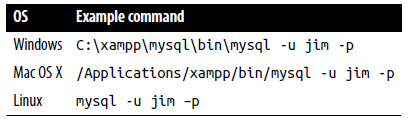 OS Example command
Windows C:\xampp\mysql\bin\mysql -u jim -p
Mac OS X /Applications/xampp/bin/mysql -u jim -p
Linux mysql -u jim –p